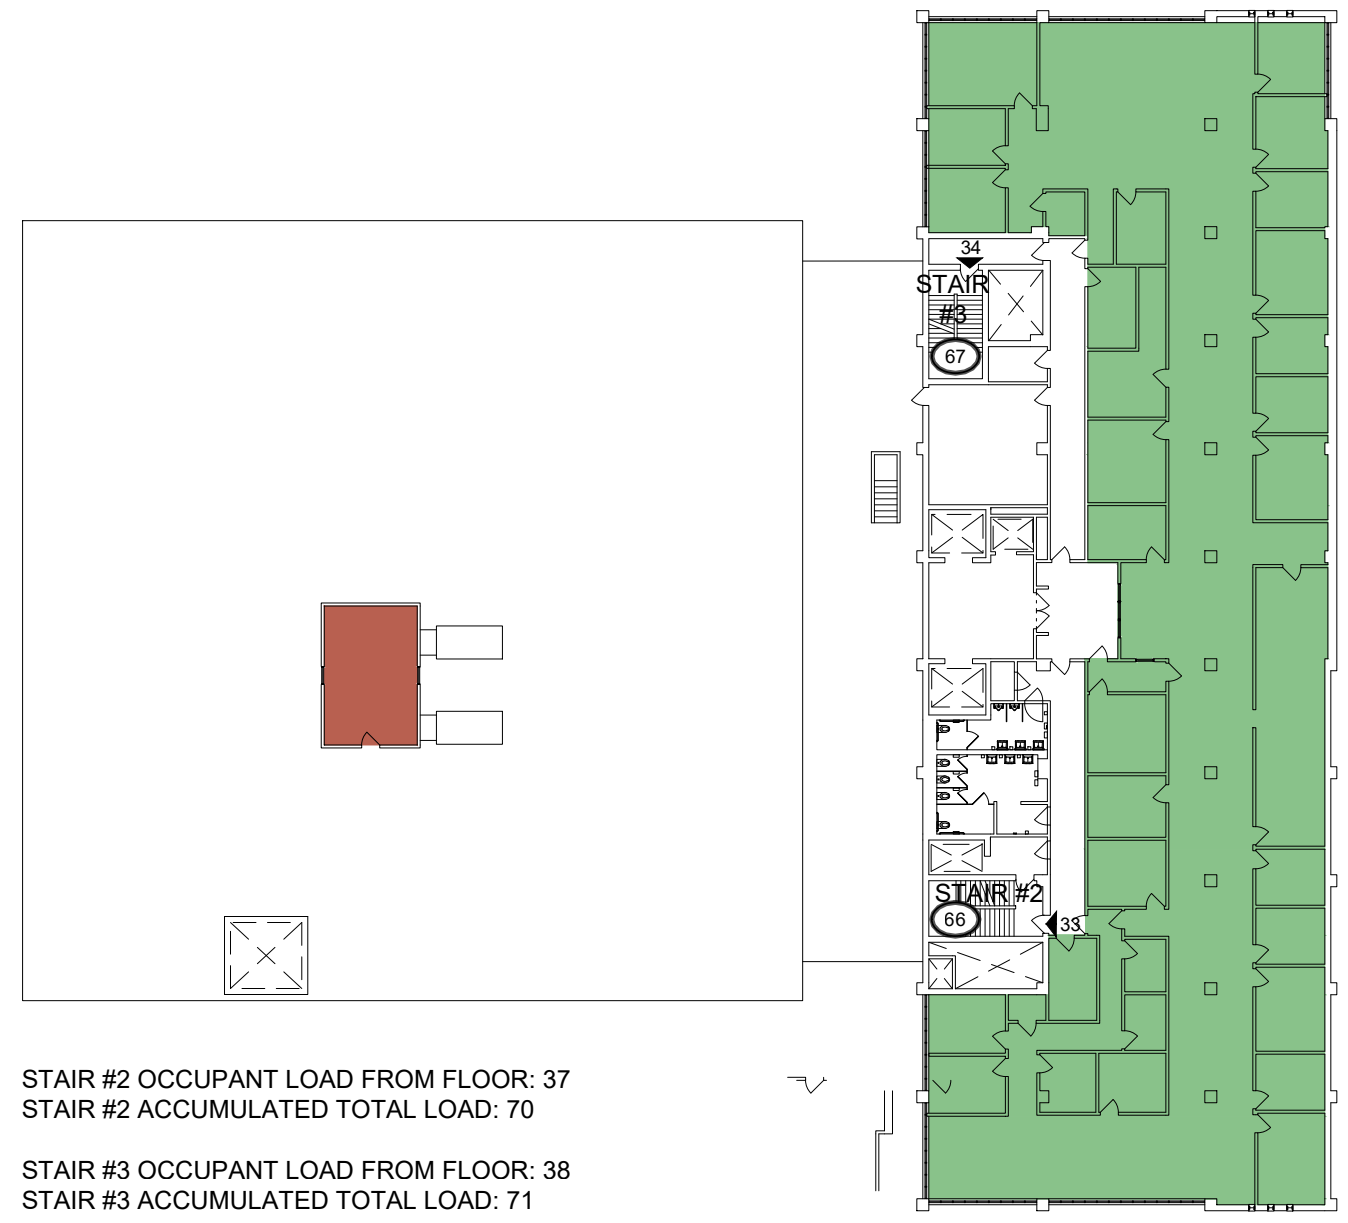 34
STAIR
#3
67
STAIR #2
66
33
STAIR #2 OCCUPANT LOAD FROM FLOOR: 37
STAIR #2 ACCUMULATED TOTAL LOAD: 70
STAIR #3 OCCUPANT LOAD FROM FLOOR: 38
STAIR #3 ACCUMULATED TOTAL LOAD: 71